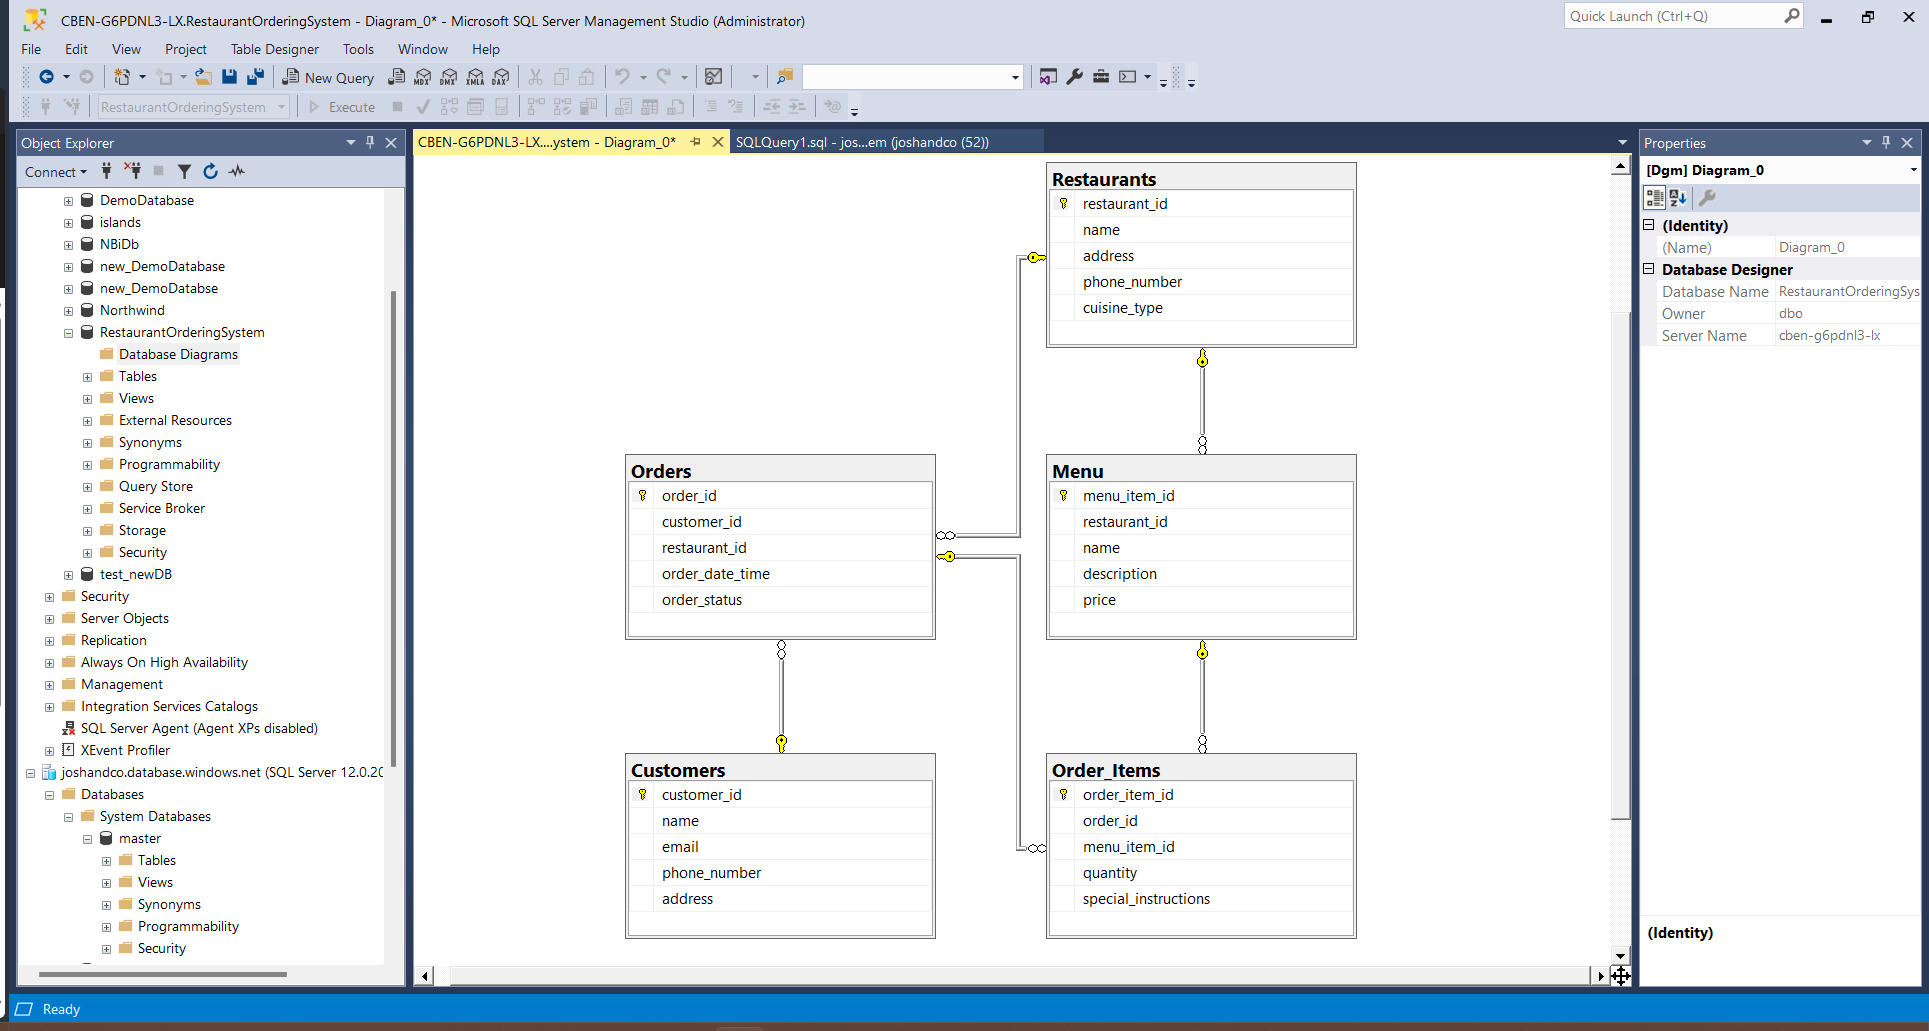 CBEN-G6PDNL3-LX.RestaurantOrderingSystem - Diagram_0* - Microsoft SQL Server Management Studio (Administrator)
Quick Launch (Ctrl+Q)
File Edit View Project Table Designer Tools Window Help
New Query MDX DMX XMLA DAX
RestaurantOrderingSystem Execute
Object Explorer
Connect
DemoDatabase
islands
NBiDb
new_DemoDatabase
new_DemoDatabse
Northwind
RestaurantOrderingSystem
Database Diagrams
Tables
Views
External Resources
Synonyms
Programmability
Query Store
Service Broker
Storage
Security
test_newDB
Security
Server Objects
Replication
Always On High Availability
Management
Integration Services Catalogs
SQL Server Agent (Agent XPs disabled)
XEvent Profiler
joshandco.database.windows.net (SQL Server 12.0.20
Databases
System Databases
master
Tables
Views
Synonyms
Programmability
Security
CBEN-G6PDNL3-LX....ystem - Diagram_0*
SQLQuery1.sql - jos...em (joshandco (52))
Restaurants
restaurant_id
name
address
phone_number
cuisine_type
Orders
order_id
customer_id
restaurant_id
order_date_time
order_status
Menu
menu_item_id
restaurant_id
name
description
price
Customers
customer_id
name
email
phone_number
address
Order_Items
order_item_id
order_id
menu_item_id
quantity
special_instructions
Properties
[Dgm] Diagram_0
(Identity)
(Name) Diagram_0
Database Designer
Database Name RestaurantOrderingSys
Owner dbo
Server Name cben-g6pdnl3-lx
(Identity)
Ready